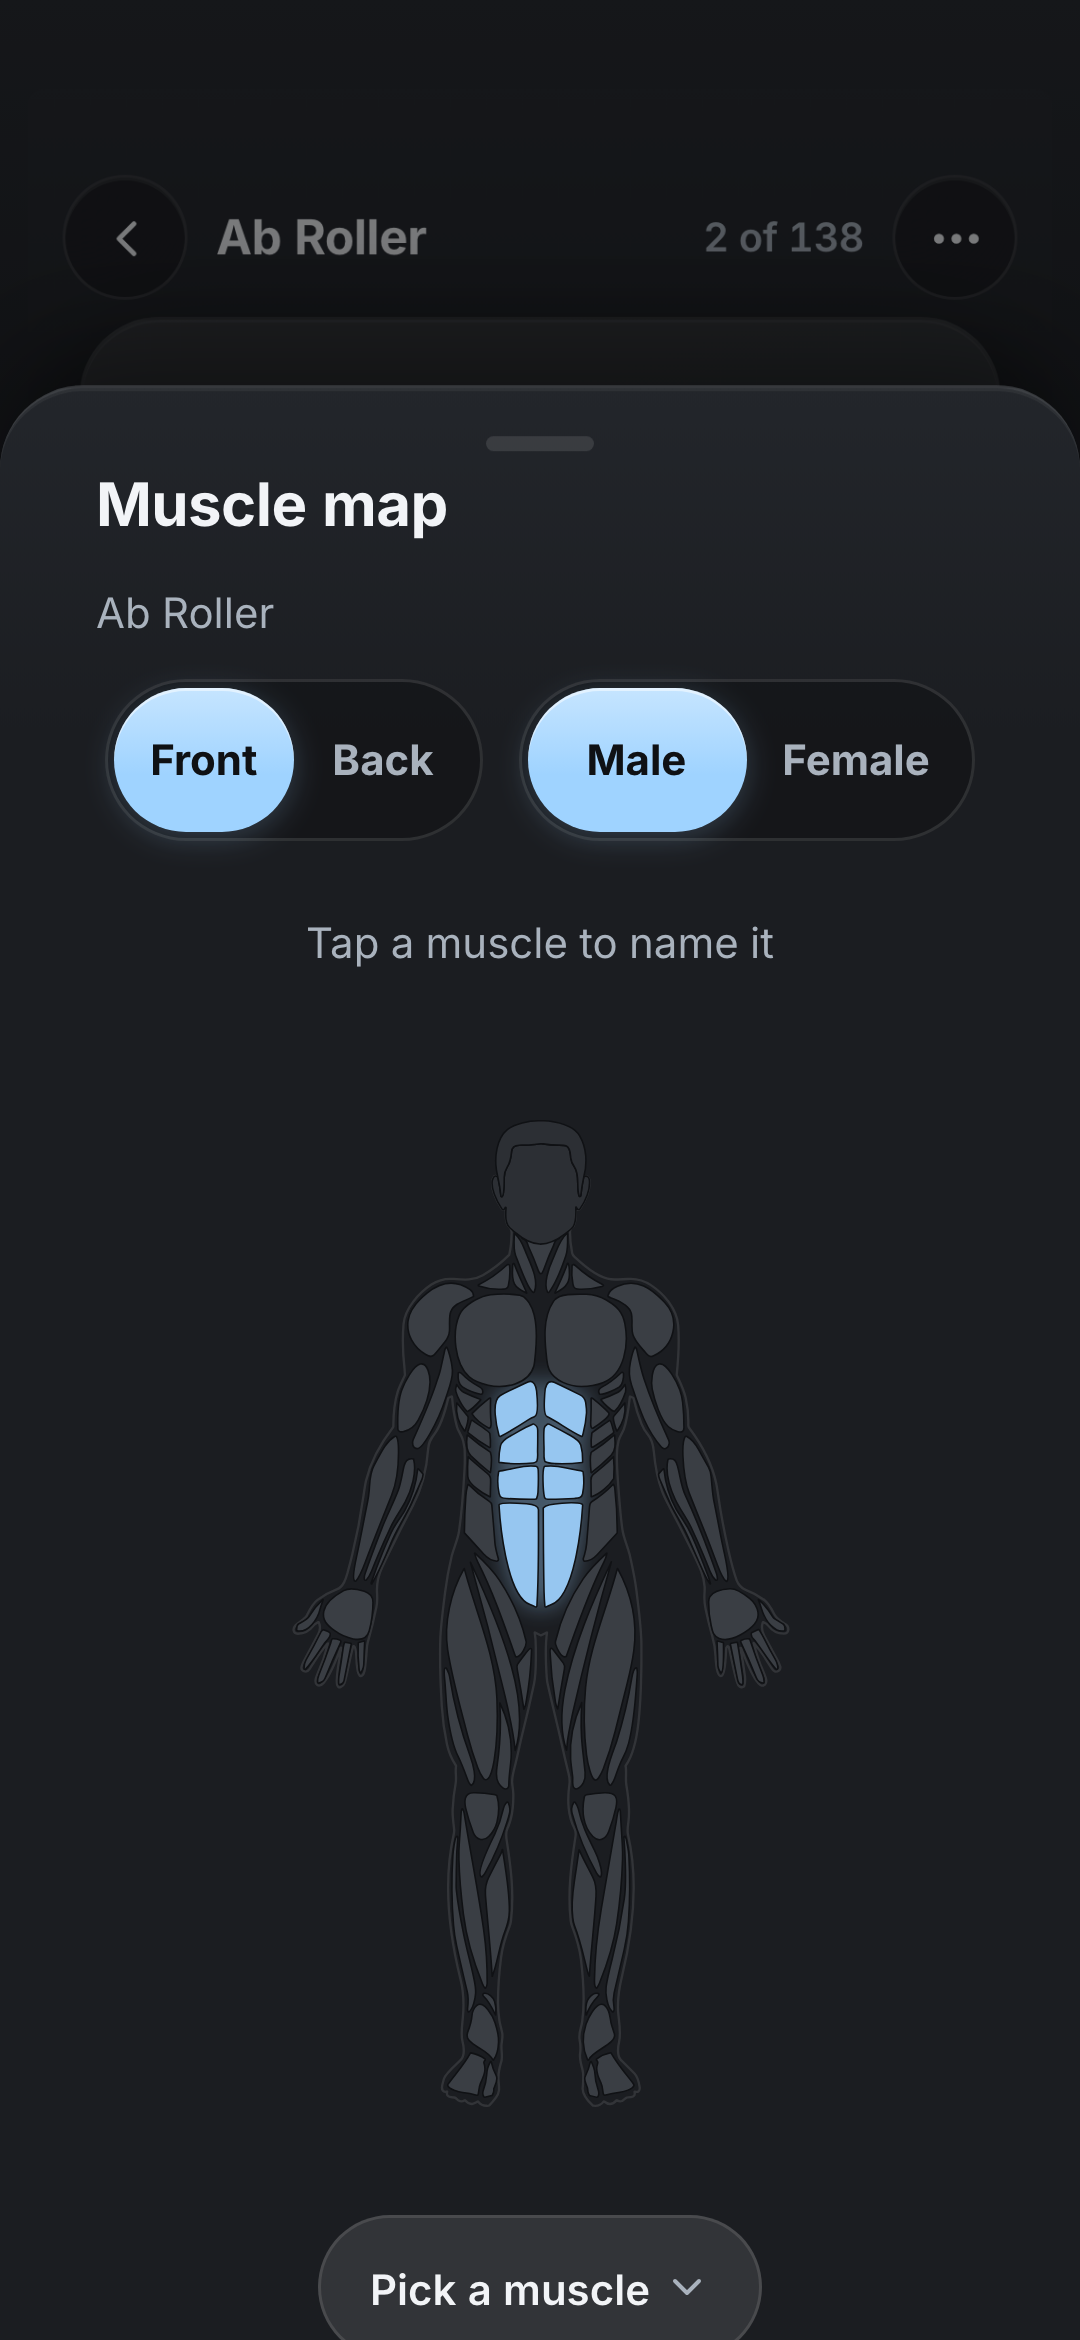 Ab Roller
2 of 138
Muscle map
Ab Roller
Front
Back
Male
Female
Tap a muscle to name it
Pick a muscle